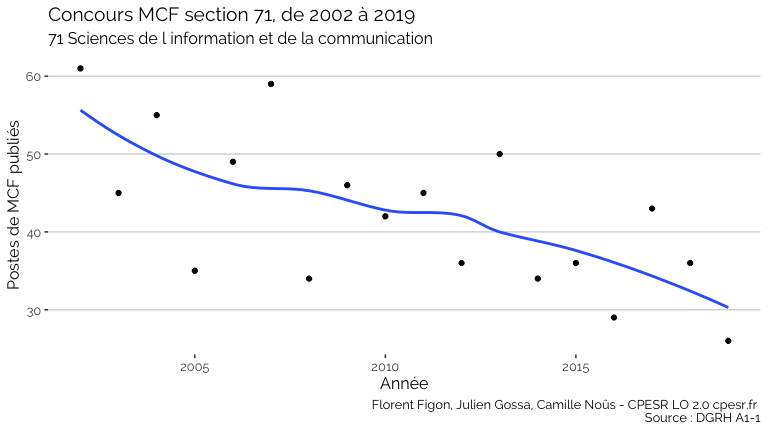 Concours MCF section 71, de 2002 à 2019
71 Sciences de l information et de la communication
Postes de MCF publiés
60
50
40
30
2005 2010 2015
Année
Florent Figon, Julien Gossa, Camille Noûs - CPESR LO 2.0 cpesr.fr
Source : DGRH A1-1